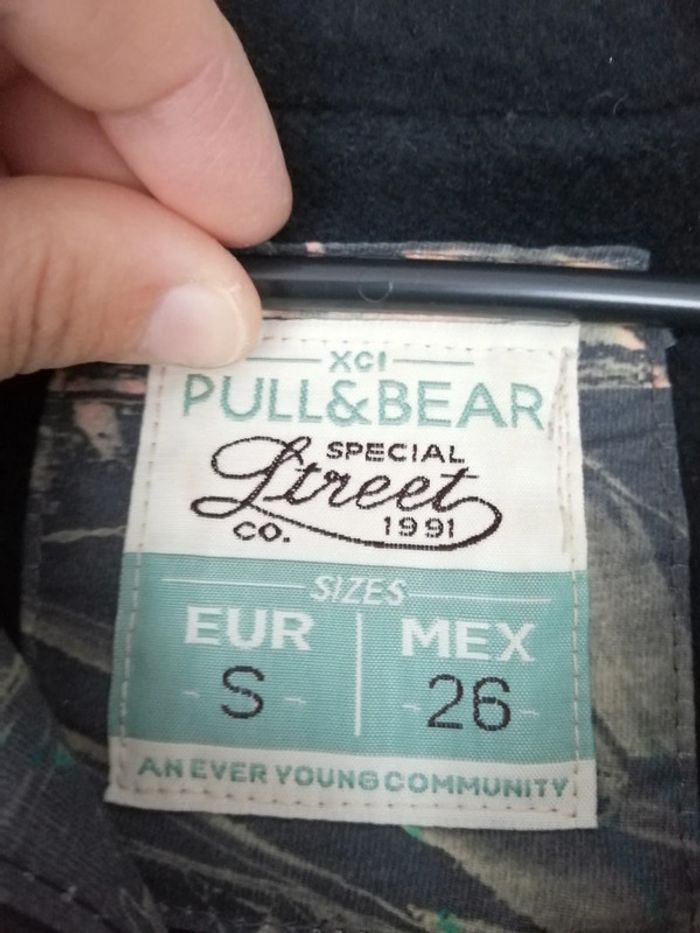 XCI
PULL&BEAR
SPECIAL
Street
CO. 1991
SIZES
EUR MEX
-S- -26-
AN EVER YOUNG COMMUNITY